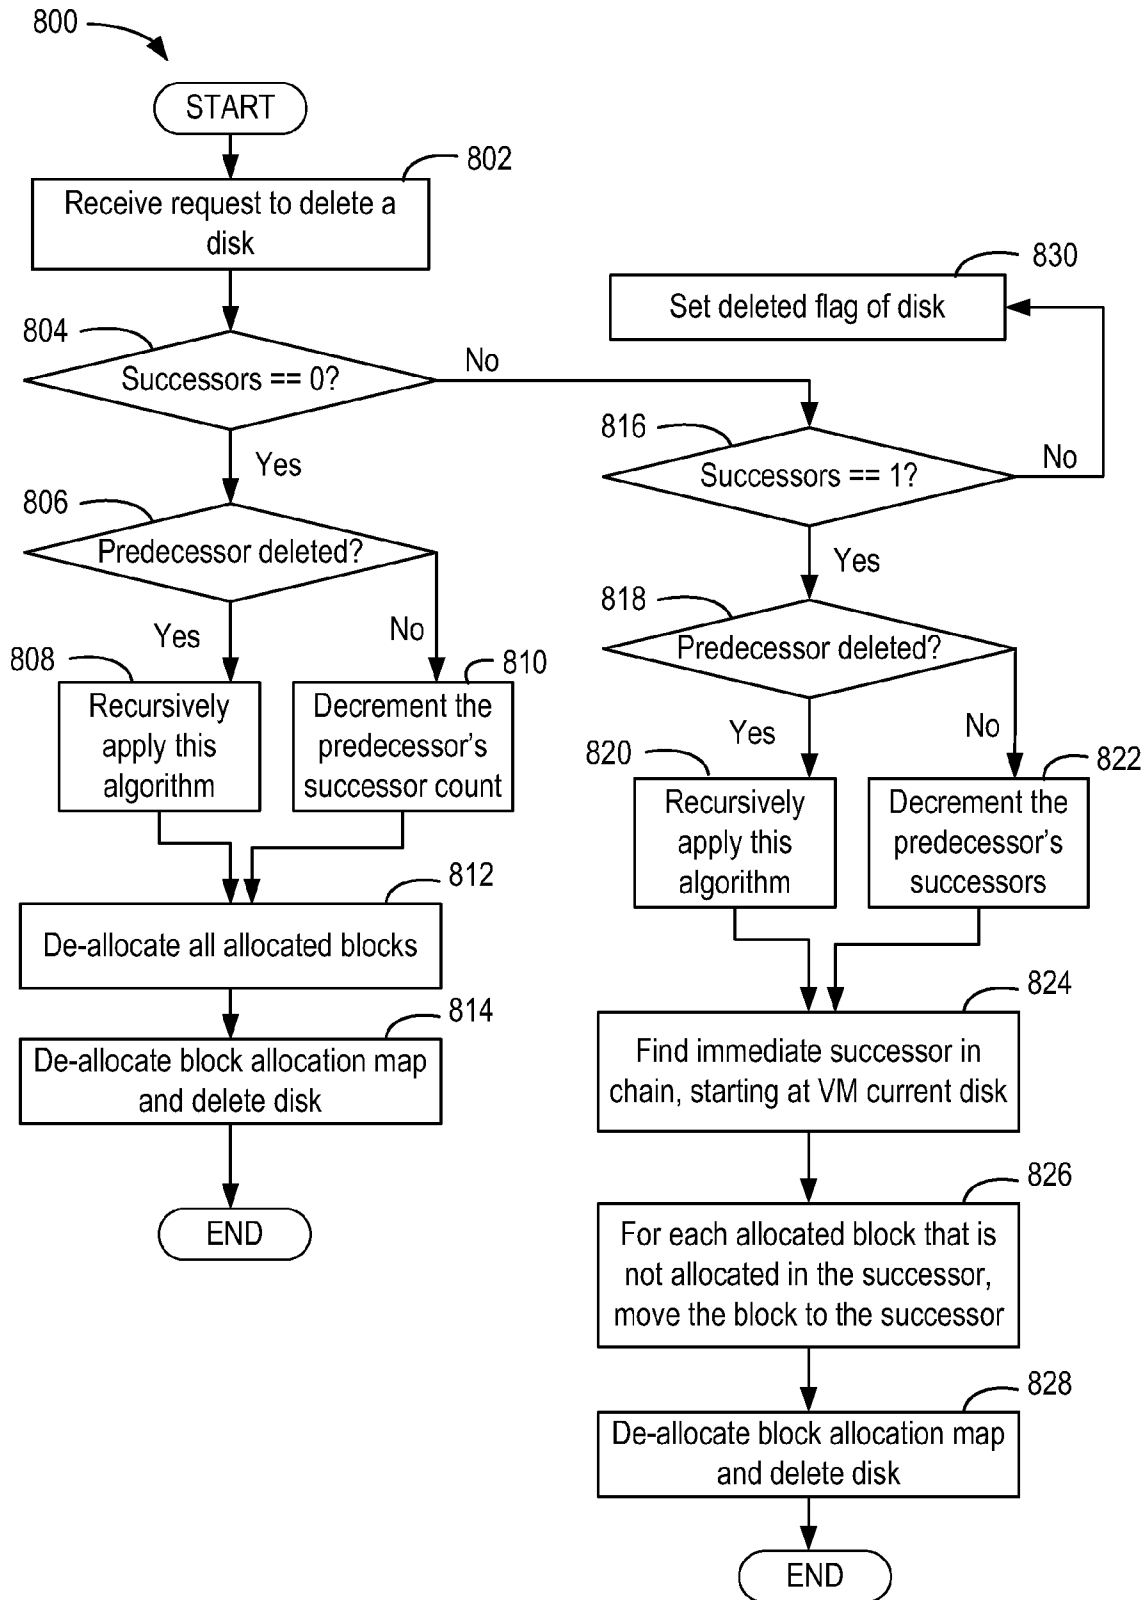 800
START
802
Receive request to delete a
disk
804
Successors == 0?
No
Yes
806
Predecessor deleted?
Yes
No
808
Recursively
apply this
algorithm
810
Decrement the
predecessor's
successor count
812
De-allocate all allocated blocks
814
De-allocate block allocation map
and delete disk
END
830
Set deleted flag of disk
816
Successors == 1?
No
Yes
818
Predecessor deleted?
Yes
No
820
Recursively
apply this
algorithm
822
Decrement the
predecessor's
successors
824
Find immediate successor in
chain, starting at VM current disk
826
For each allocated block that is
not allocated in the successor,
move the block to the successor
828
De-allocate block allocation map
and delete disk
END